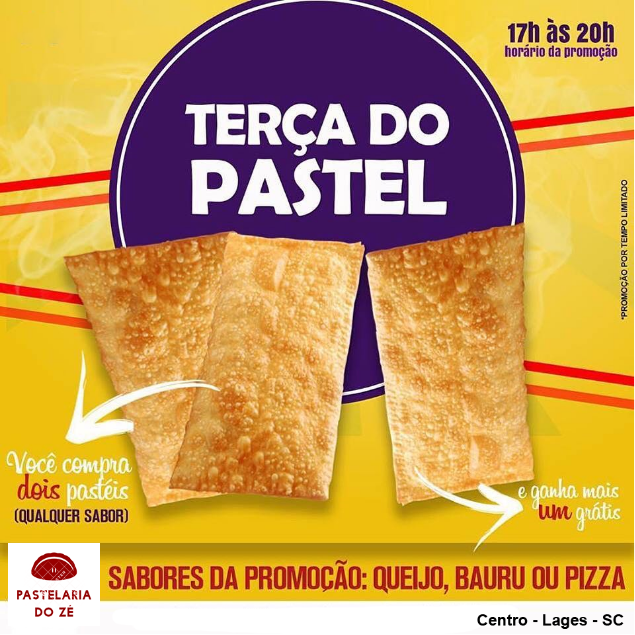 17h às 20h
horário da promoção
TERÇA DO
PASTEL
*PROMOÇÃO POR TEMPO LIMITADO
Você compra
dois pastéis
(QUALQUER SABOR)
e ganha mais
um grátis
SABORES DA PROMOÇÃO: QUEIJO, BAURU OU PIZZA
PASTELARIA
DO ZÉ
Centro - Lages - SC